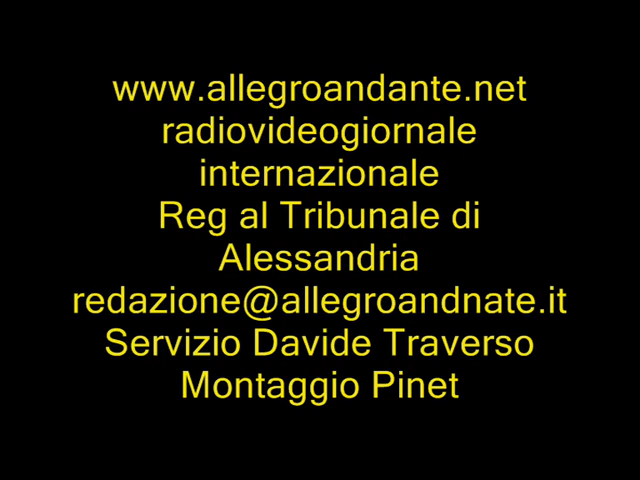 www.allegroandante.net
radiovideogiornale
internazionale
Reg al Tribunale di
Alessandria
redazione@allegroandnate.it
Servizio Davide Traverso
Montaggio Pinet